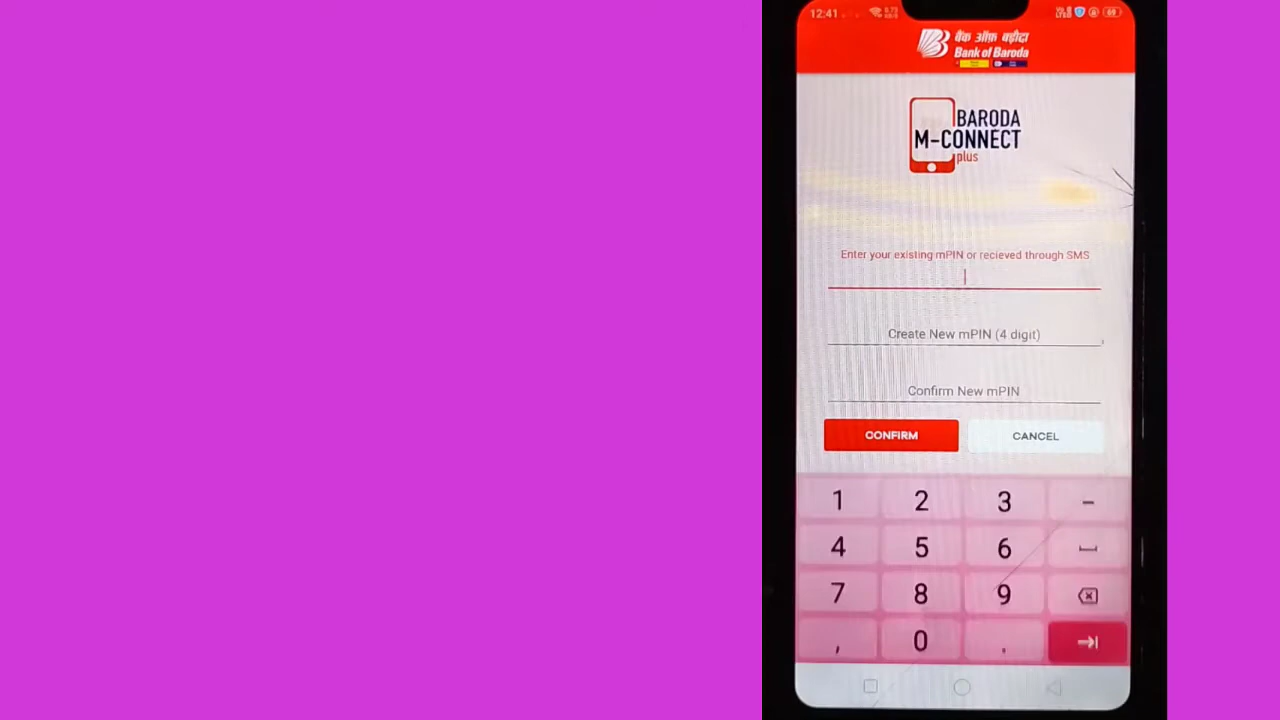 12:41
69
बैंक ऑफ़ बड़ौदा
Bank of Baroda
BARODA
M-CONNECT
plus
Enter your existing mPIN or recieved through SMS
Create New mPIN (4 digit)
Confirm New mPIN
CONFIRM CANCEL
1 2 3 -
4 5 6
7 8 9
, 0 .